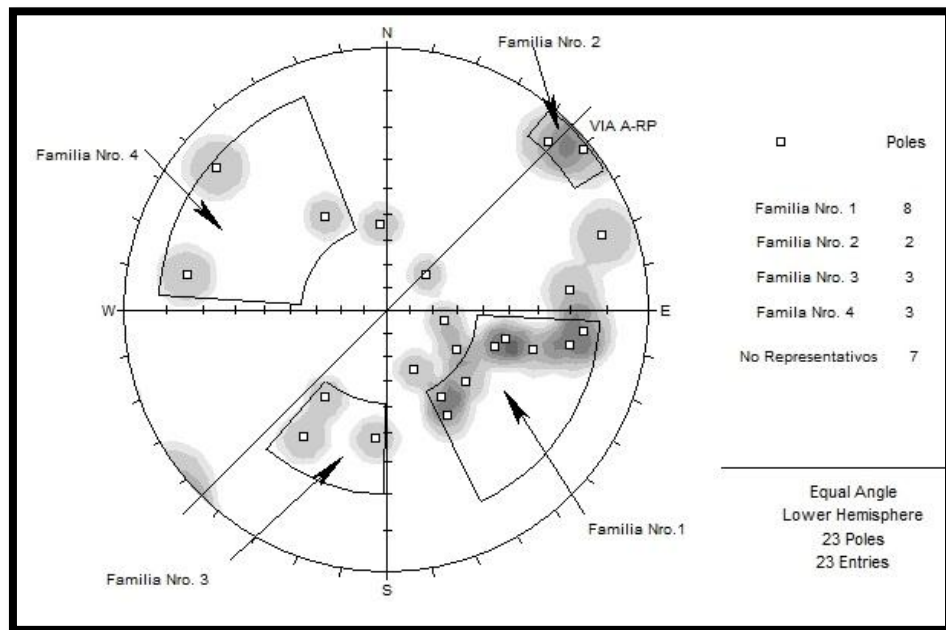 N
Familia Nro. 2
VIA A-RP
Familia Nro. 4
W
E
Familia Nro.1
Familia Nro. 3
S
Poles
Familia Nro. 1 8
Familia Nro. 2 2
Familia Nro. 3 3
Famila Nro. 4 3
No Representativos 7
Equal Angle
Lower Hemisphere
23 Poles
23 Entries